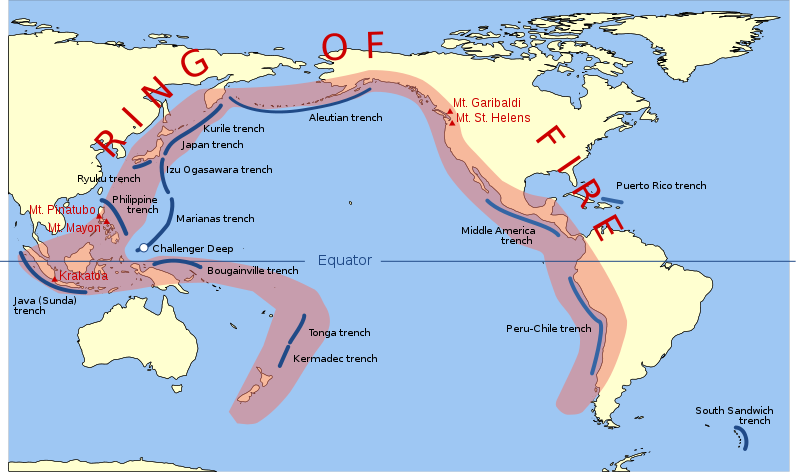 RING OF FIRE
Mt. Garibaldi
Mt. St. Helens
Aleutian trench
Kurile trench
Japan trench
Izu Ogasawara trench
Ryuku trench
Philippine
trench
Puerto Rico trench
Mt. Pinatubo
Mt. Mayon
Marianas trench
Middle America
trench
Challenger Deep
Equator
Bougainville trench
Krakatoa
Java (Sunda)
trench
Tonga trench
Peru-Chile trench
Kermadec trench
South Sandwich
trench